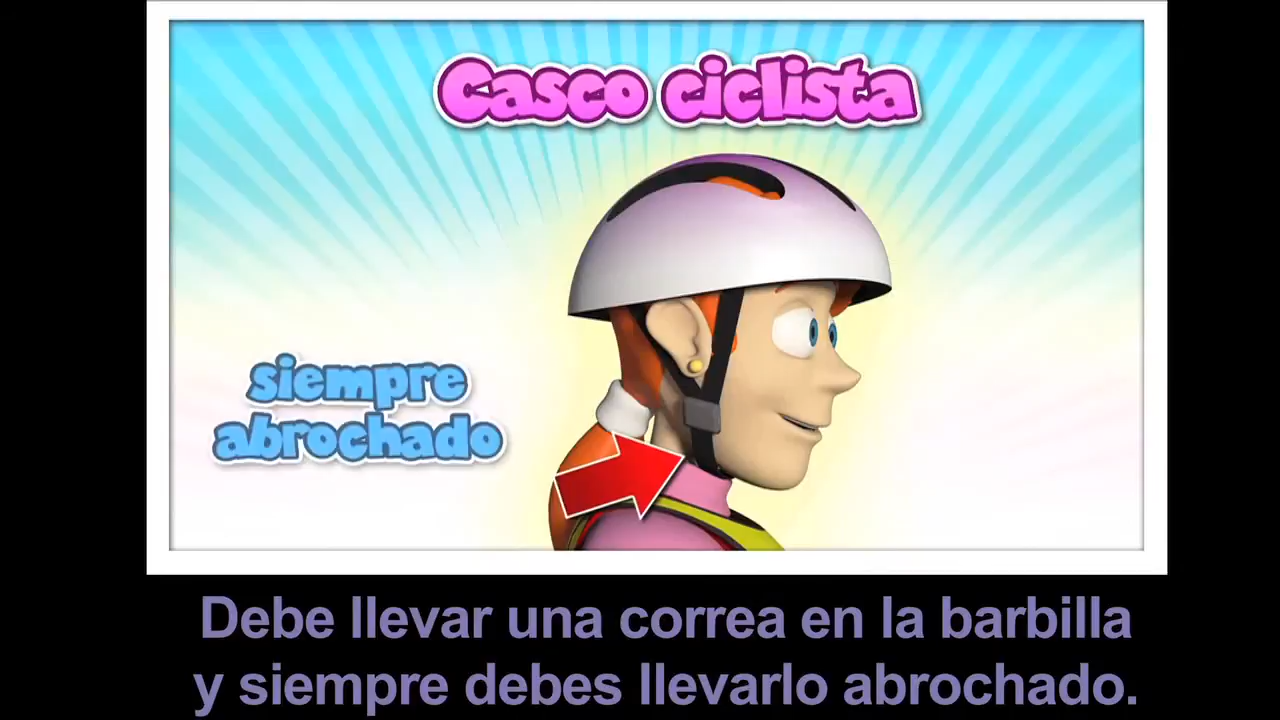 Casco ciclista
siempre
abrochado
Debe llevar una correa en la barbilla
y siempre debes llevarlo abrochado.